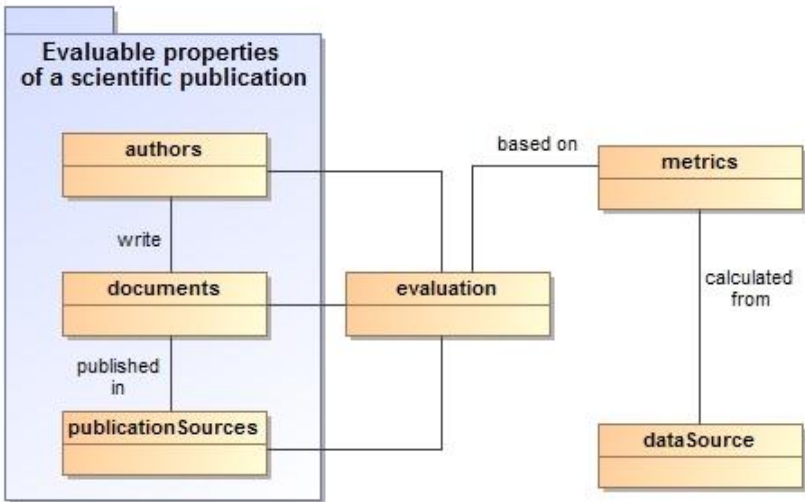 Evaluable properties
of a scientific publication
authors
based on
metrics
write
documents
evaluation
calculated
from
published
in
publicationSources
dataSource